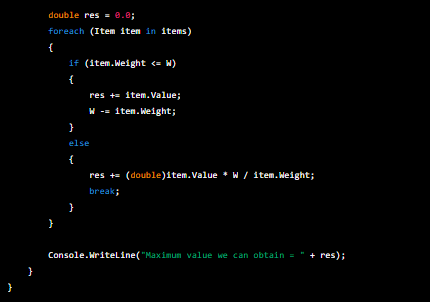 double res = 0.0;
foreach (Item item in items)
{
if (item.Weight <= W)
{
res += item.Value;
W -= item.Weight;
}
else
{
res += (double)item.Value * W / item.Weight;
break;
}
}
Console.WriteLine("Maximum value we can obtain = " + res);
}
}